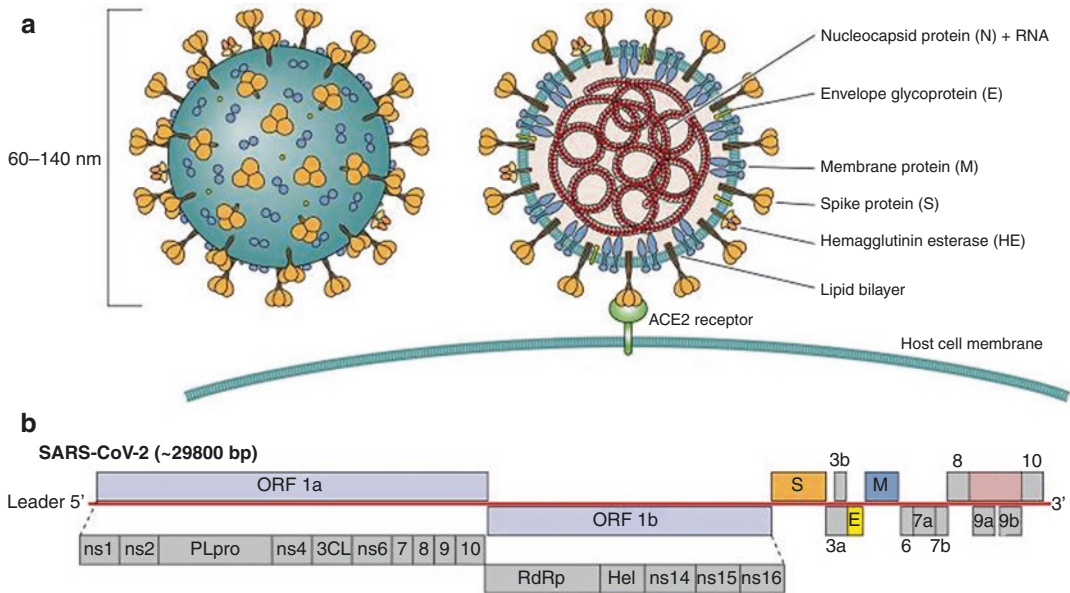 a
60–140 nm
Nucleocapsid protein (N) + RNA
Envelope glycoprotein (E)
Membrane protein (M)
Spike protein (S)
Hemagglutinin esterase (HE)
Lipid bilayer
ACE2 receptor
Host cell membrane
b
SARS-CoV-2 (~29800 bp)
3b 8 10
ORF 1a S M
Leader 5’ 3’
ORF 1b E 7a 9a 9b
3a 6 7b
ns1 ns2 PLpro ns4 3CL ns6 7 8 9 10
RdRp Hel ns14 ns15 ns16